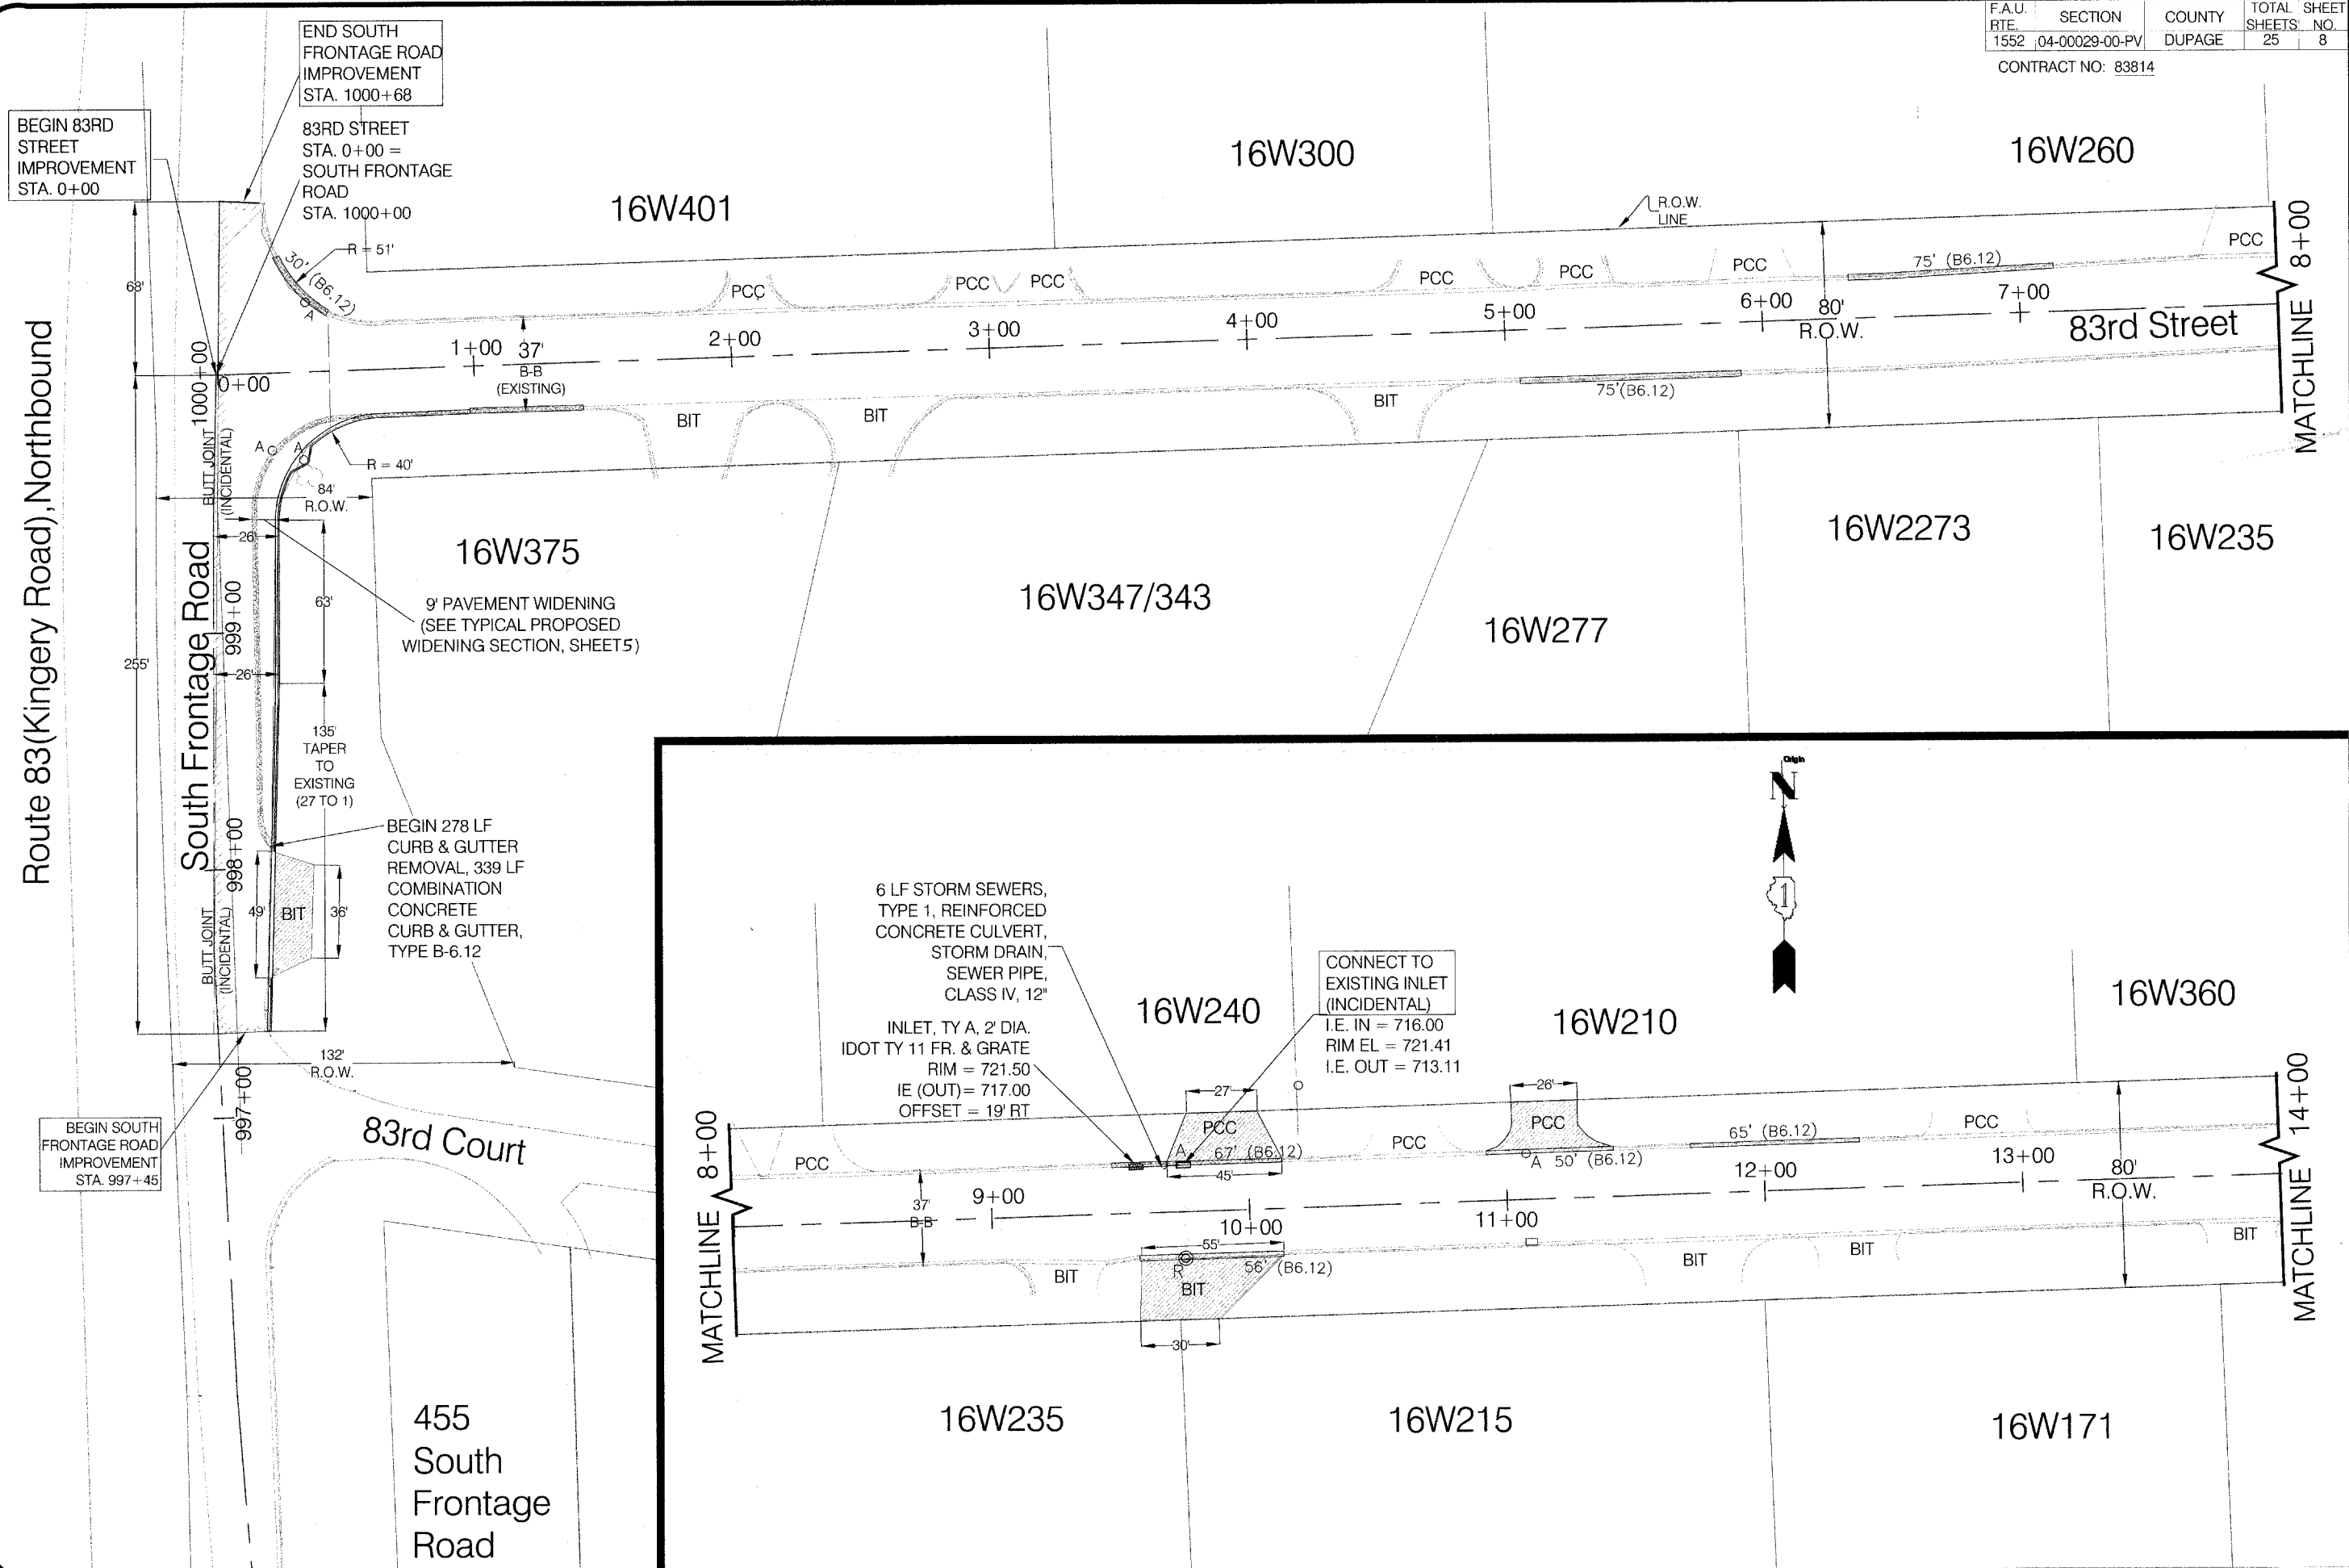 F.A.U. RTE. SECTION COUNTY TOTAL SHEETS SHEET NO.
1552 04-00029-00-PV DUPAGE 25 8
CONTRACT NO: 83814
END SOUTH
FRONTAGE ROAD
IMPROVEMENT
STA. 1000+68
BEGIN 83RD
STREET
IMPROVEMENT
STA. 0+00
83RD STREET
STA. 0+00 =
SOUTH FRONTAGE
ROAD
STA. 1000+00
16W401
16W300
16W260
R.O.W.
LINE
R = 51'
30' (B6.12)
A
68'
PCC
PCC
PCC
PCC
PCC
PCC
75' (B6.12)
PCC
MATCHLINE 8+00
0+00
1+00
2+00
3+00
4+00
5+00
6+00
7+00
37'
B-B
(EXISTING)
80'
R.O.W.
83rd Street
75'(B6.12)
BIT
BIT
BIT
1000+00
BUTT JOINT
(INCIDENTAL)
A
A
R = 40'
84'
R.O.W.
26'
63'
9' PAVEMENT WIDENING
(SEE TYPICAL PROPOSED
WIDENING SECTION, SHEET5)
16W375
16W347/343
16W277
16W2273
16W235
Route 83(Kingery Road),Northbound
South Frontage Road
999+00
26'
255'
135'
TAPER
TO
EXISTING
(27 TO 1)
998+00
BEGIN 278 LF
CURB & GUTTER
REMOVAL, 339 LF
COMBINATION
CONCRETE
CURB & GUTTER,
TYPE B-6.12
49'
BIT
36'
BUTT JOINT
(INCIDENTAL)
132'
R.O.W.
997+00
BEGIN SOUTH
FRONTAGE ROAD
IMPROVEMENT
STA. 997+45
83rd Court
455
South
Frontage
Road
Origin
N
1
6 LF STORM SEWERS,
TYPE 1, REINFORCED
CONCRETE CULVERT,
STORM DRAIN,
SEWER PIPE,
CLASS IV, 12"
INLET, TY A, 2' DIA.
IDOT TY 11 FR. & GRATE
RIM = 721.50
IE (OUT)= 717.00
OFFSET = 19' RT
CONNECT TO
EXISTING INLET
(INCIDENTAL)
I.E. IN = 716.00
RIM EL = 721.41
I.E. OUT = 713.11
16W240
16W210
16W360
MATCHLINE 8+00
PCC
27'
PCC
A
67' (B6.12)
45'
PCC
26'
PCC
A 50' (B6.12)
65' (B6.12)
PCC
MATCHLINE 14+00
9+00
10+00
11+00
12+00
13+00
37'
B-B
80'
R.O.W.
55'
R
56' (B6.12)
BIT
BIT
30'
BIT
BIT
BIT
16W235
16W215
16W171